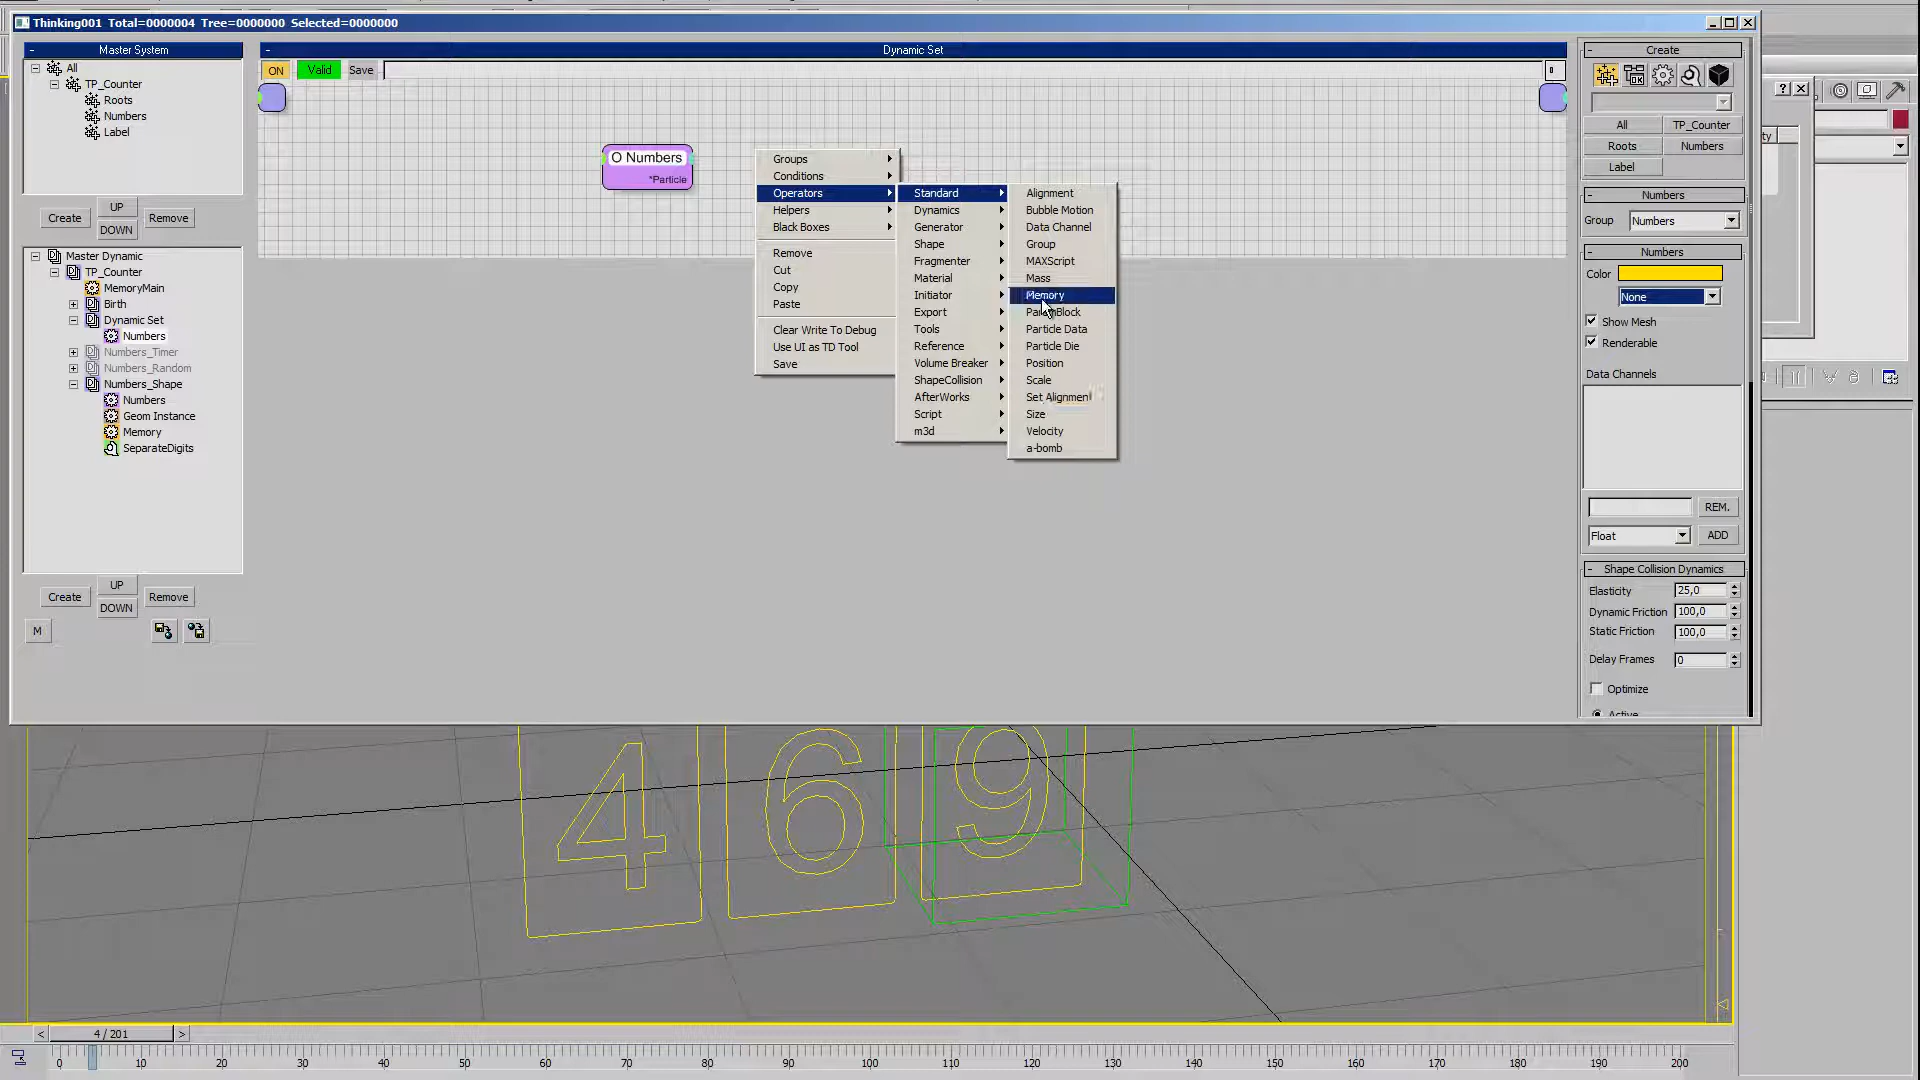 Thinking001 Total=0000004 Tree=0000000 Selected=0000000
Master System
All
TP_Counter
Roots
Numbers
Label
Create
UP
DOWN
Remove
Master Dynamic
TP_Counter
MemoryMain
Birth
Dynamic Set
Numbers
Numbers_Timer
Numbers_Random
Numbers_Shape
Numbers
Geom Instance
Memory
SeparateDigits
Create
UP
DOWN
Remove
M
Dynamic Set
ON
Valid
Save
O Numbers
*Particle
Groups
Conditions
Operators
Helpers
Black Boxes
Remove
Cut
Copy
Paste
Clear Write To Debug
Use UI as TD Tool
Save
Standard
Dynamics
Generator
Shape
Fragmenter
Material
Initiator
Export
Tools
Reference
Volume Breaker
ShapeCollision
AfterWorks
Script
m3d
Alignment
Bubble Motion
Data Channel
Group
MAXScript
Mass
Memory
Particle Data
Particle Die
Position
Scale
Set Alignment
Size
Velocity
a-bomb
Create
All
TP_Counter
Roots
Numbers
Label
Numbers
Group
Numbers
Numbers
Color
None
Show Mesh
Renderable
Data Channels
REM.
Float
ADD
Shape Collision Dynamics
Elasticity
25,0
Dynamic Friction
100,0
Static Friction
100,0
Delay Frames
0
Optimize
4
6
9
< 4 / 201 >
0 10 20 30 40 50 60 70 80 90 100 110 120 130 140 150 160 170 180 190 200